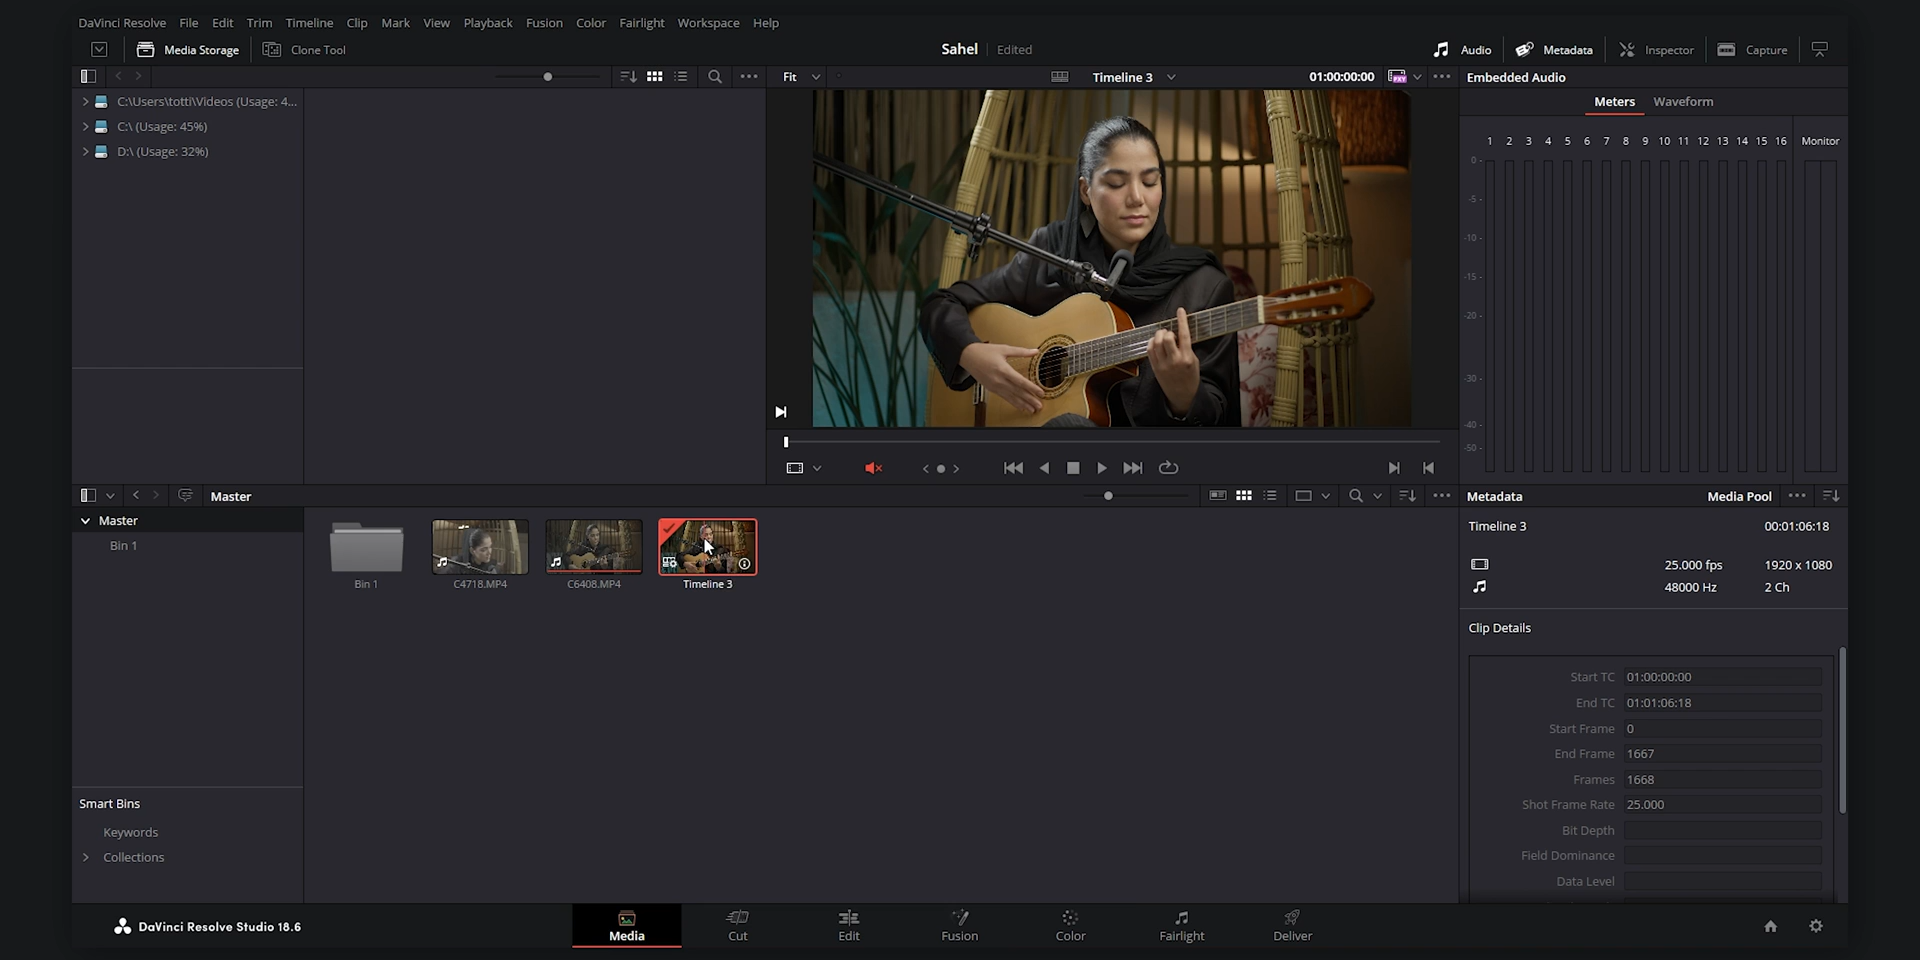 DaVinci Resolve File Edit Trim Timeline Clip Mark View Playback Fusion Color Fairlight Workspace Help
Media Storage Clone Tool Sahel Edited Audio Metadata Inspector Capture
Fit Timeline 3 01:00:00:00 Embedded Audio
Meters Waveform
C:\Users\totti\Videos (Usage: 4...
C:\ (Usage: 45%)
D:\ (Usage: 32%)
1 2 3 4 5 6 7 8 9 10 11 12 13 14 15 16 Monitor
0
-5
-10
-15
-20
-30
-40
-50
Master
Master
Bin 1
Bin 1 C4718.MP4 C6408.MP4 Timeline 3
Smart Bins
Keywords
Collections
Metadata Media Pool
Timeline 3 00:01:06:18
25.000 fps 1920 x 1080
48000 Hz 2 Ch
Clip Details
Start TC 01:00:00:00
End TC 01:01:06:18
Start Frame 0
End Frame 1667
Frames 1668
Shot Frame Rate 25.000
Bit Depth
Field Dominance
Data Level
DaVinci Resolve Studio 18.6
Media Cut Edit Fusion Color Fairlight Deliver